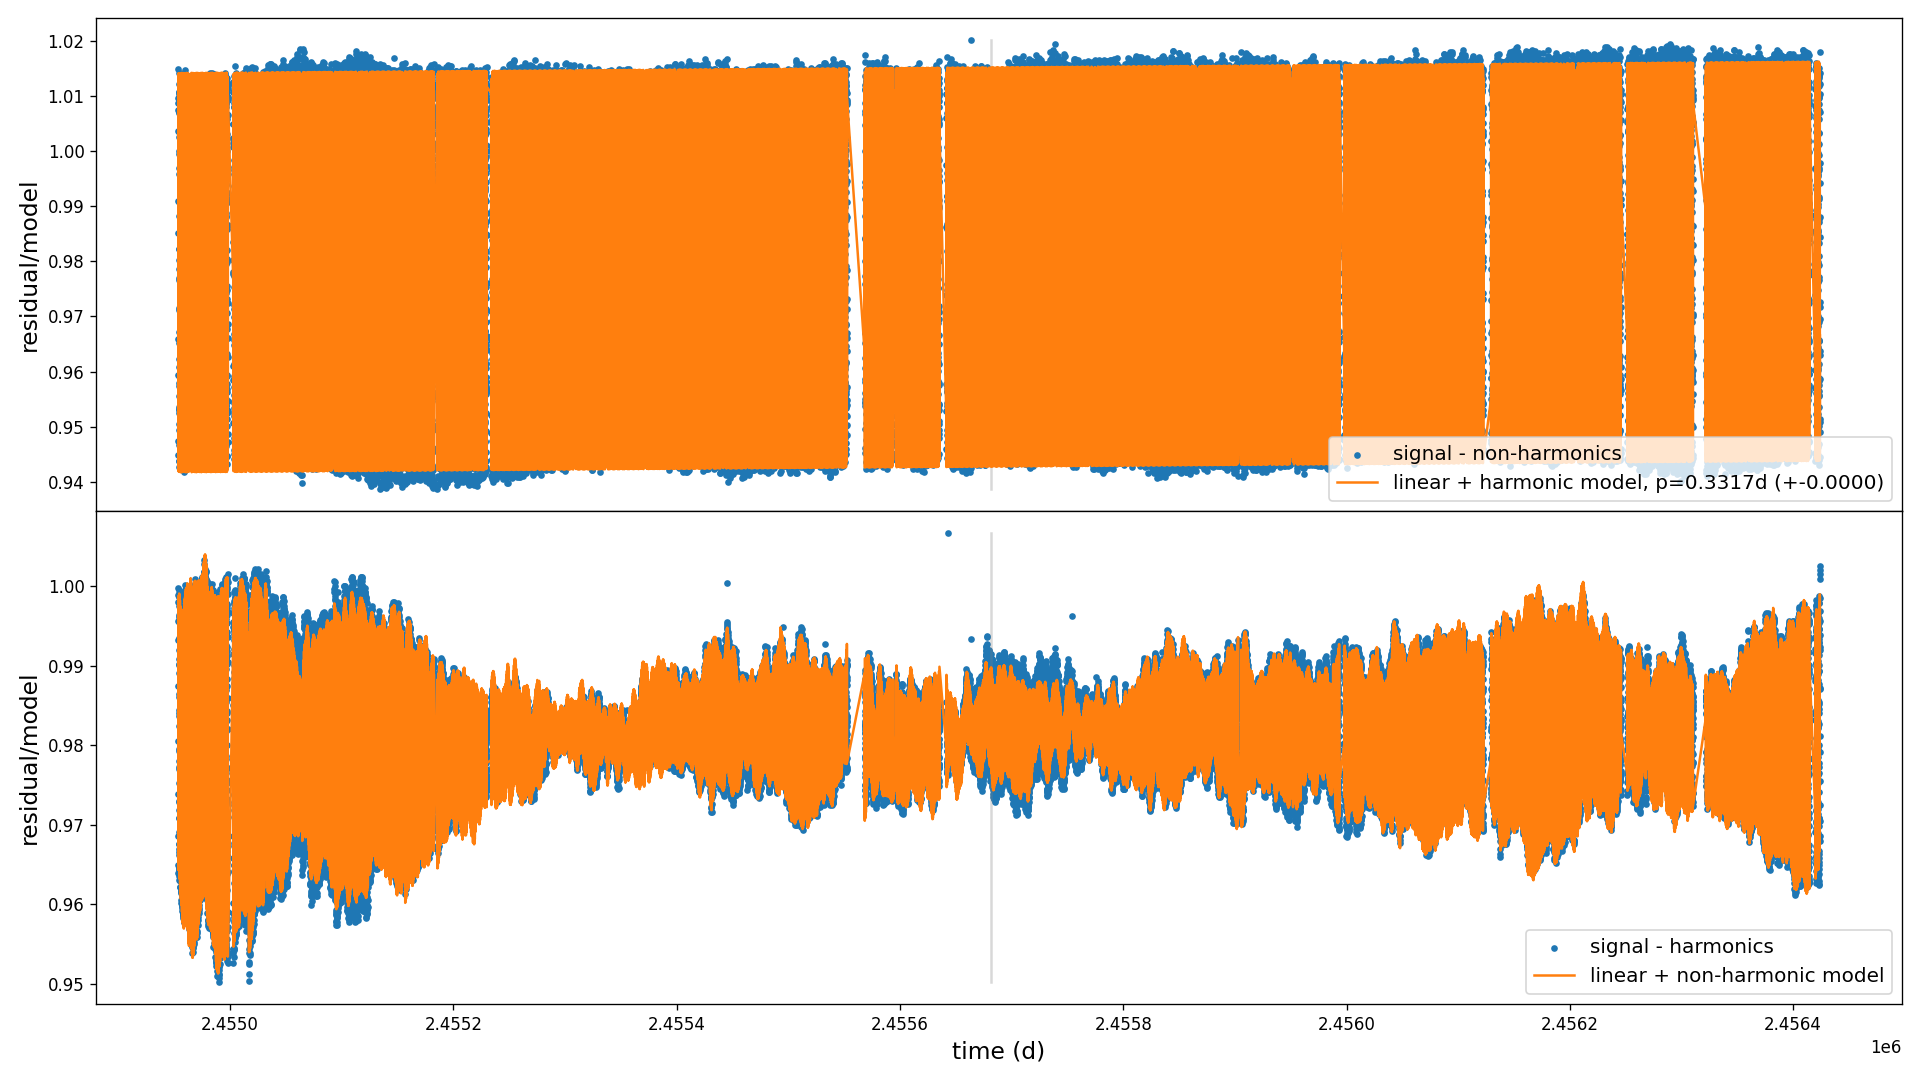 1.02
1.01
1.00
0.99
0.98
0.97
0.96
0.95
0.94
residual/model
signal - non-harmonics
linear + harmonic model, p=0.3317d (+-0.0000)
1.00
0.99
0.98
0.97
0.96
0.95
residual/model
signal - harmonics
linear + non-harmonic model
2.4550 2.4552 2.4554 2.4556 2.4558 2.4560 2.4562 2.4564
time (d)
1e6